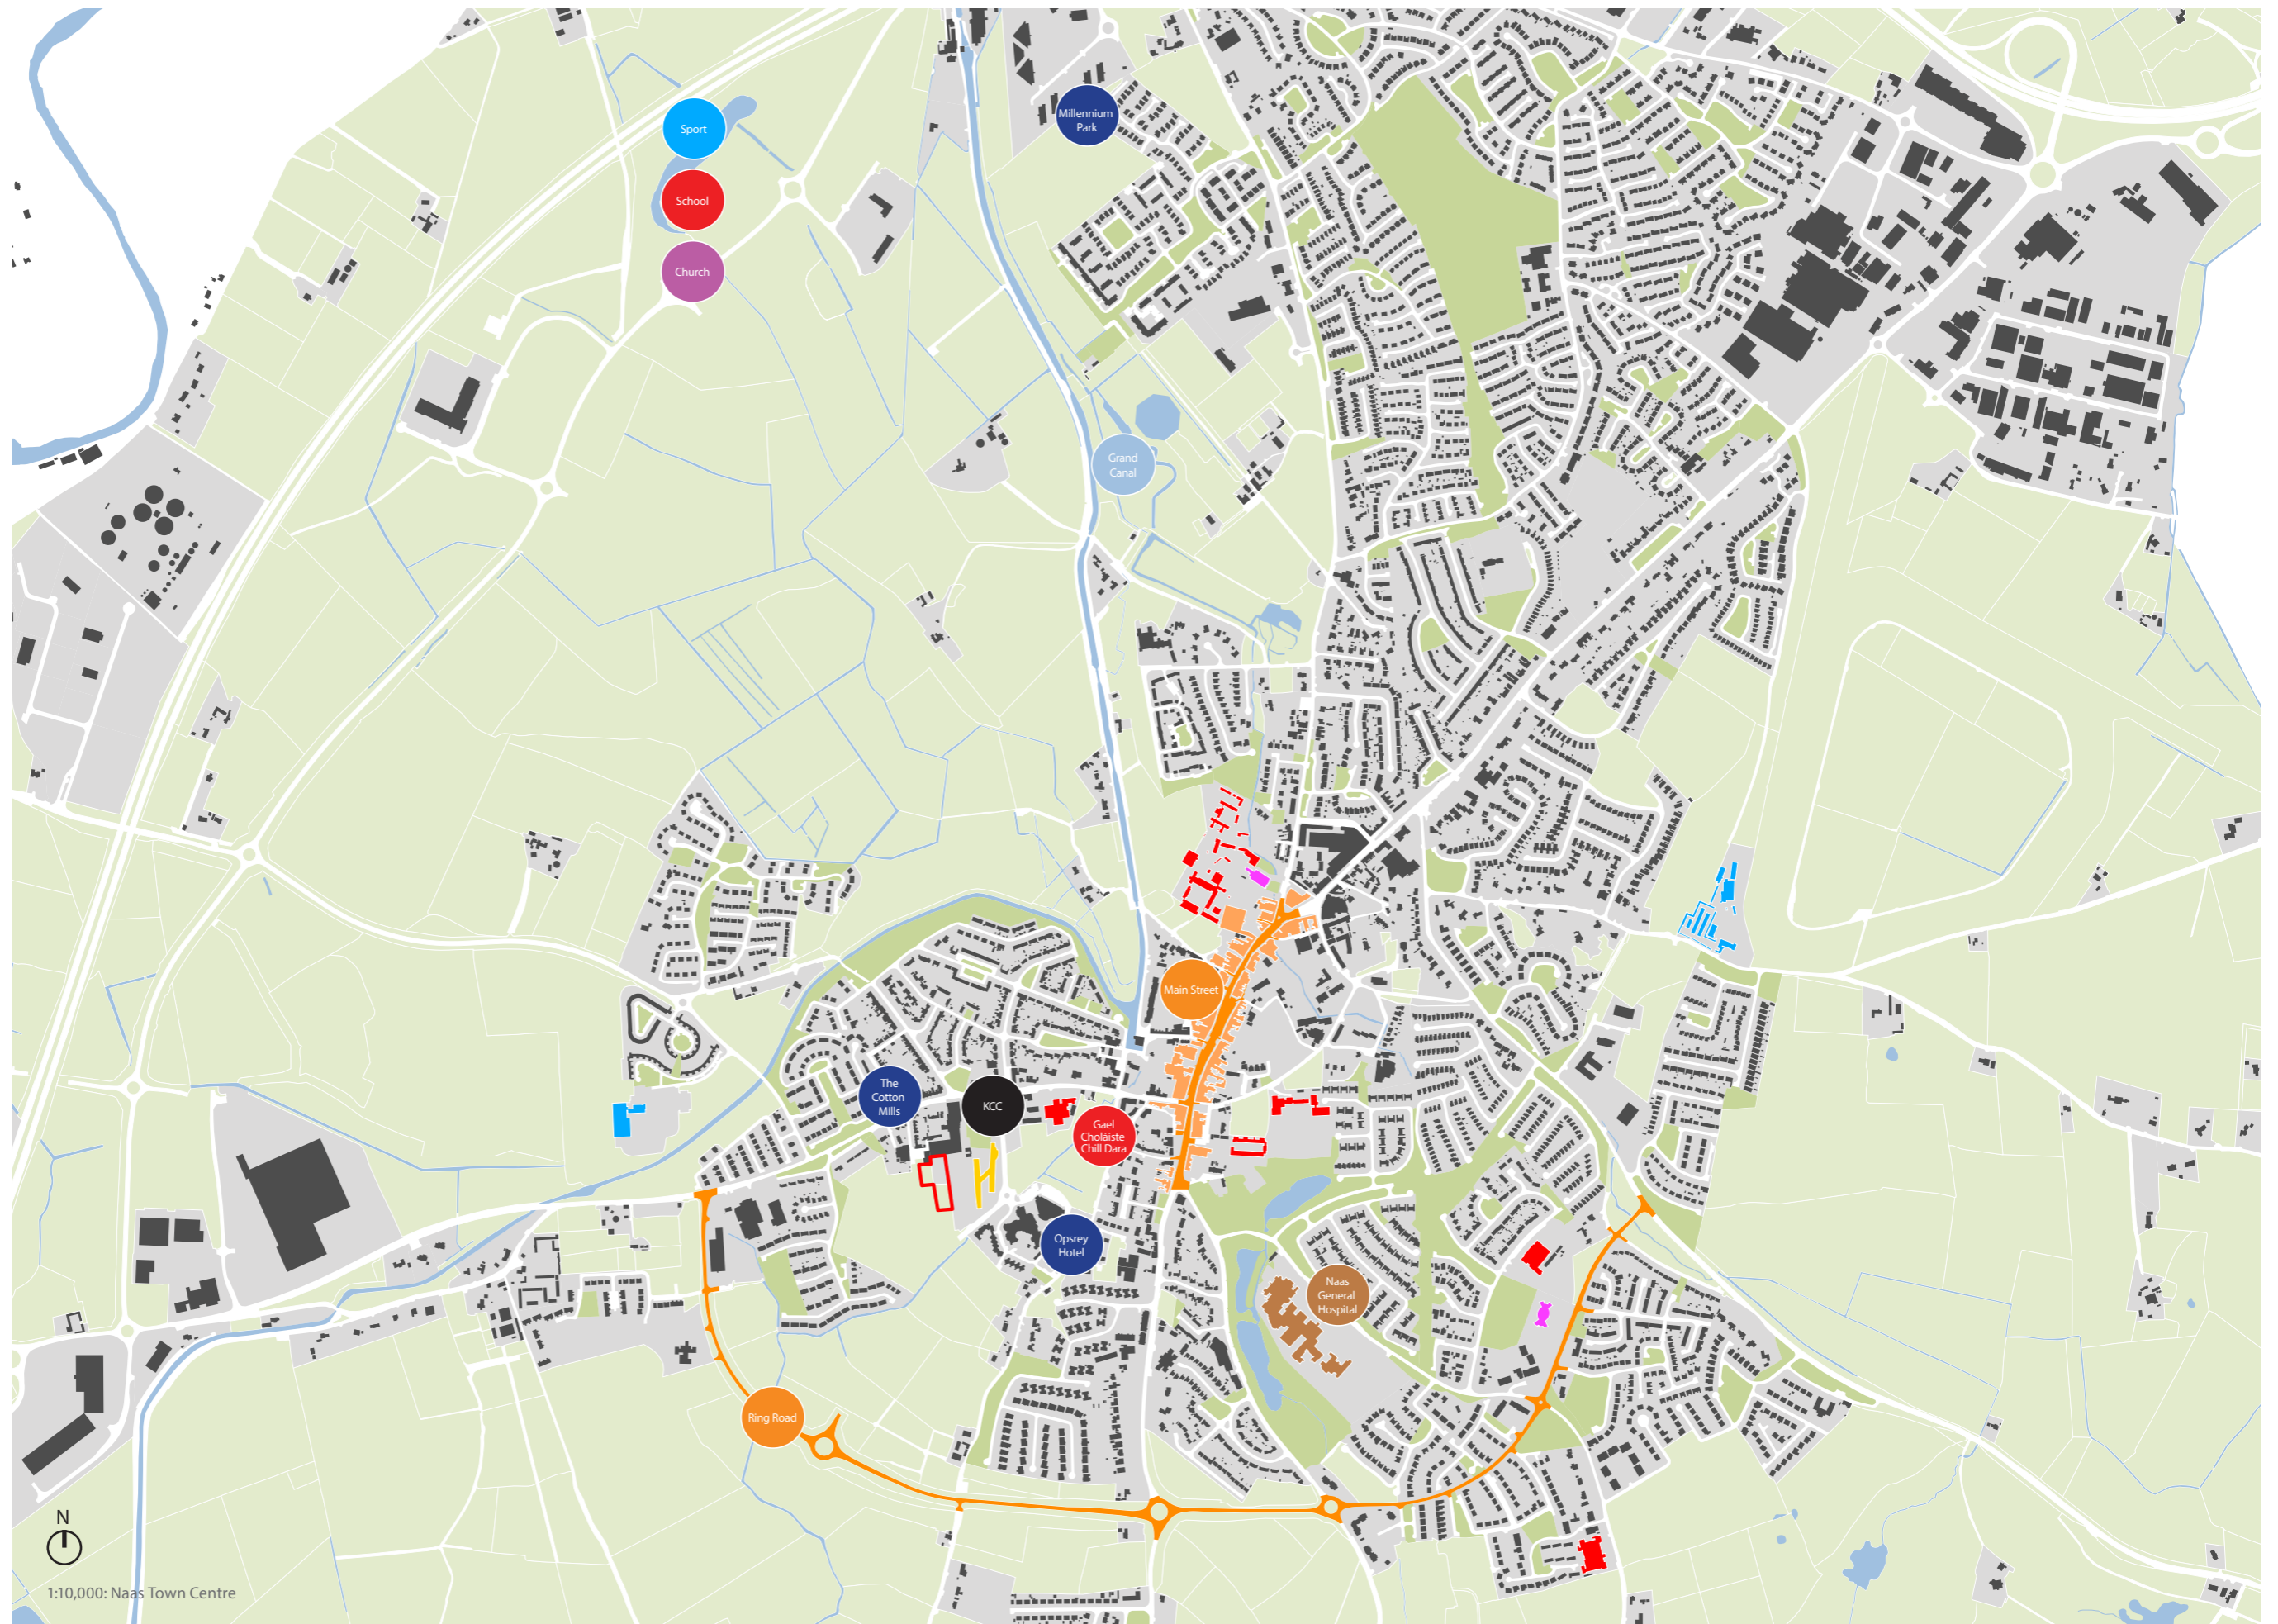 Sport
School
Church
Millennium
Park
Grand
Canal
Main Street
The
Cotton
Mills
KCC
Gael
Choláiste
Chill Dara
Opsrey
Hotel
Naas
General
Hospital
Ring Road
N
1:10,000: Naas Town Centre